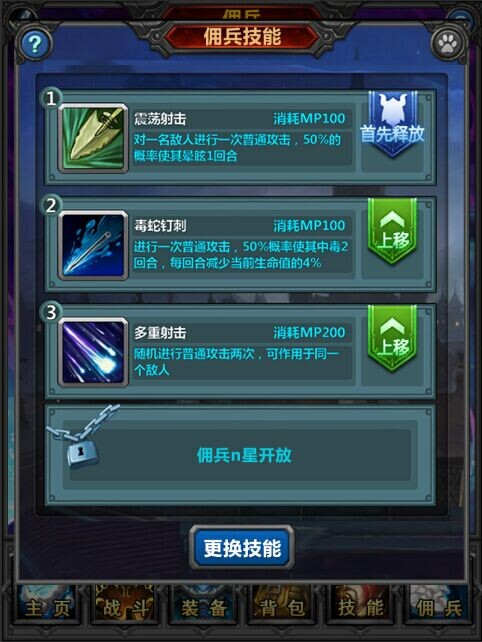 佣兵
佣兵技能
?
1
震荡射击 消耗MP100
对一名敌人进行一次普通攻击，50%的
概率使其晕眩1回合
首先释放
2
毒蛇钉刺 消耗MP100
进行一次普通攻击，50%概率使其中毒2
回合，每回合减少当前生命值的4%
上移
3
多重射击 消耗MP200
随机进行普通攻击两次，可作用于同一
个敌人
上移
佣兵n星开放
更换技能
主页 战斗 装备 背包 技能 佣兵